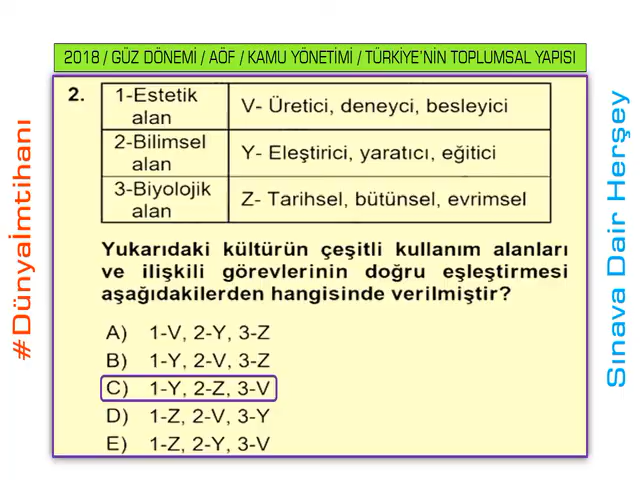 2018 / GÜZ DÖNEMİ / AÖF / KAMU YÖNETİMİ / TÜRKİYE'NİN TOPLUMSAL YAPISI
#Dünyaİmtihanı
2. 1-Estetik alan V- Üretici, deneyci, besleyici
2-Bilimsel alan Y- Eleştirici, yaratıcı, eğitici
3-Biyolojik alan Z- Tarihsel, bütünsel, evrimsel
Yukarıdaki kültürün çeşitli kullanım alanları
ve ilişkili görevlerinin doğru eşleştirmesi
aşağıdakilerden hangisinde verilmiştir?
A) 1-V, 2-Y, 3-Z
B) 1-Y, 2-V, 3-Z
C) 1-Y, 2-Z, 3-V
D) 1-Z, 2-V, 3-Y
E) 1-Z, 2-Y, 3-V
Sınava Dair Herşey